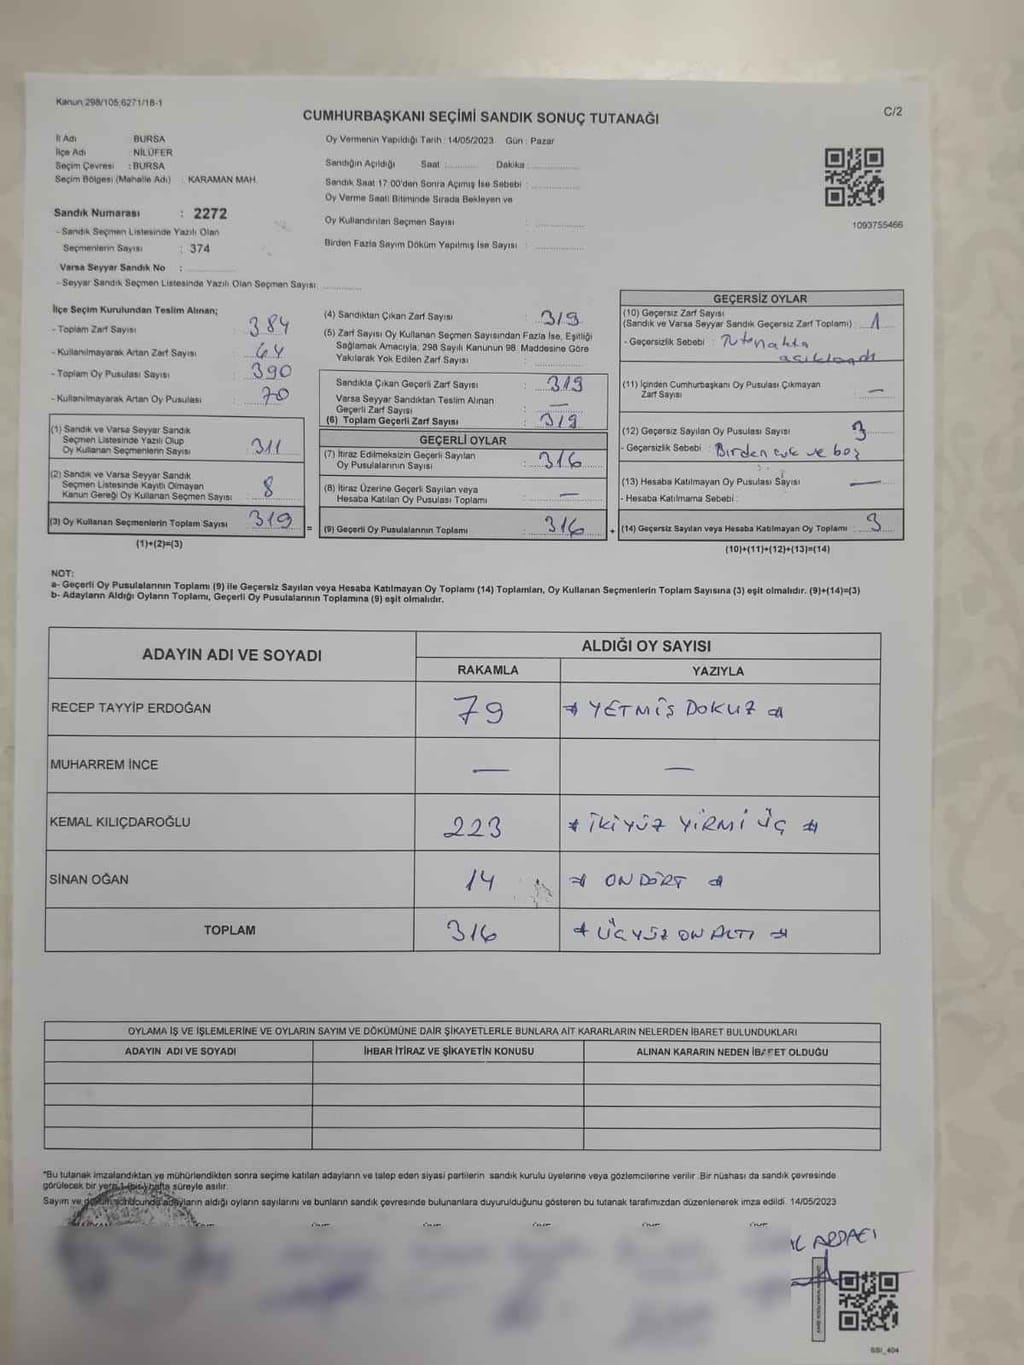 Kanun 298/105,6271/18-1
C/2
CUMHURBAŞKANI SEÇİMİ SANDIK SONUÇ TUTANAĞI
İl Adı BURSA
İlçe Adı NİLÜFER
Seçim Çevresi : BURSA
Seçim Bölgesi (Mahalle Adı) : KARAMAN MAH.
Sandık Numarası : 2272
- Sandık Seçmen Listesinde Yazılı Olan
Seçmenlerin Sayısı : 374
Varsa Seyyar Sandık No :
- Seyyar Sandık Seçmen Listesinde Yazılı Olan Seçmen Sayısı:
Oy Vermenin Yapıldığı Tarih : 14/05/2023 Gün : Pazar
Sandığın Açıldığı Saat : Dakika :
Sandık Saat 17:00'den Sonra Açımış İse Sebebi :
Oy Verme Saati Bitiminde Sırada Bekleyen ve
Oy Kullandırılan Seçmen Sayısı :
Birden Fazla Sayım Döküm Yapılmış İse Sayısı :
1093755466
İlçe Seçim Kurulundan Teslim Alınan;
- Toplam Zarf Sayısı : 384
- Kullanılmayarak Artan Zarf Sayısı : 64
- Toplam Oy Pusulası Sayısı : 390
- Kullanılmayarak Artan Oy Pusulası : 70
(1) Sandık ve Varsa Seyyar Sandık
Seçmen Listesinde Yazılı Olup
Oy Kullanan Seçmenlerin Sayısı : 311
(2) Sandık ve Varsa Seyyar Sandık
Seçmen Listesinde Kayıtlı Olmayan
Kanun Gereği Oy Kullanan Seçmen Sayısı : 8
(3) Oy Kullanan Seçmenlerin Toplam Sayısı : 319
(1)+(2)=(3)
(4) Sandıktan Çıkan Zarf Sayısı : 319
(5) Zarf Sayısı Oy Kullanan Seçmen Sayısından Fazla İse, Eşitliği
Sağlamak Amacıyla; 298 Sayılı Kanunun 98. Maddesine Göre
Yakılarak Yok Edilen Zarf Sayısı :
Sandıkta Çıkan Geçerli Zarf Sayısı : 319
Varsa Seyyar Sandıktan Teslim Alınan
Geçerli Zarf Sayısı : —
(6) Toplam Geçerli Zarf Sayısı : 319
GEÇERLİ OYLAR
(7) İtiraz Edilmeksizin Geçerli Sayılan
Oy Pusulalarının Sayısı : 316
(8) İtiraz Üzerine Geçerli Sayılan veya
Hesaba Katılan Oy Pusulası Toplamı : —
= (9) Geçerli Oy Pusulalarının Toplamı : 316 +
GEÇERSİZ OYLAR
(10) Geçersiz Zarf Sayısı
(Sandık ve Varsa Seyyar Sandık Geçersiz Zarf Toplamı) : 1
- Geçersizlik Sebebi : Tutanakta
açıklandı
(11) İçinden Cumhurbaşkanı Oy Pusulası Çıkmayan
Zarf Sayısı : —
(12) Geçersiz Sayılan Oy Pusulası Sayısı : 3
- Geçersizlik Sebebi : Birden çok ve boş
(13) Hesaba Katılmayan Oy Pusulası Sayısı : —
- Hesaba Katılmama Sebebi :
(14) Geçersiz Sayılan veya Hesaba Katılmayan Oy Toplamı : 3
(10)+(11)+(12)+(13)=(14)
NOT:
a- Geçerli Oy Pusulalarının Toplamı (9) ile Geçersiz Sayılan veya Hesaba Katılmayan Oy Toplamı (14) Toplamları, Oy Kullanan Seçmenlerin Toplam Sayısına (3) eşit olmalıdır. (9)+(14)=(3)
b- Adayların Aldığı Oyların Toplamı, Geçerli Oy Pusulalarının Toplamına (9) eşit olmalıdır.
ADAYIN ADI VE SOYADI ALDIĞI OY SAYISI
RAKAMLA YAZIYLA
RECEP TAYYİP ERDOĞAN 79 YETMİŞ DOKUZ
MUHARREM İNCE — —
KEMAL KILIÇDAROĞLU 223 İKİYÜZ YİRMİ ÜÇ
SİNAN OĞAN 14 ON DÖRT
TOPLAM 316 ÜÇYÜZ ON ALTI
OYLAMA İŞ VE İŞLEMLERİNE VE OYLARIN SAYIM VE DÖKÜMÜNE DAİR ŞİKAYETLERLE BUNLARA AİT KARARLARIN NELERDEN İBARET BULUNDUKLARI
ADAYIN ADI VE SOYADI İHBAR İTİRAZ VE ŞİKAYETİN KONUSU ALINAN KARARIN NEDEN İBARET OLDUĞU
*Bu tutanak imzalandıktan ve mühürlendikten sonra seçime katılan adayların ve talep eden siyasi partilerin sandık kurulu üyelerine veya gözlemcilerine verilir. Bir nüshası da sandık çevresinde
görülecek bir yere 1 (bir) hafta süreyle asılır.
Sayım ve döküm sonucunda adayların aldığı oyların sayılarını ve bunların sandık çevresinde bulunanlara duyurulduğunu gösteren bu tutanak tarafımızdan düzenlenerek imza edildi. 14/05/2023
SSI_404